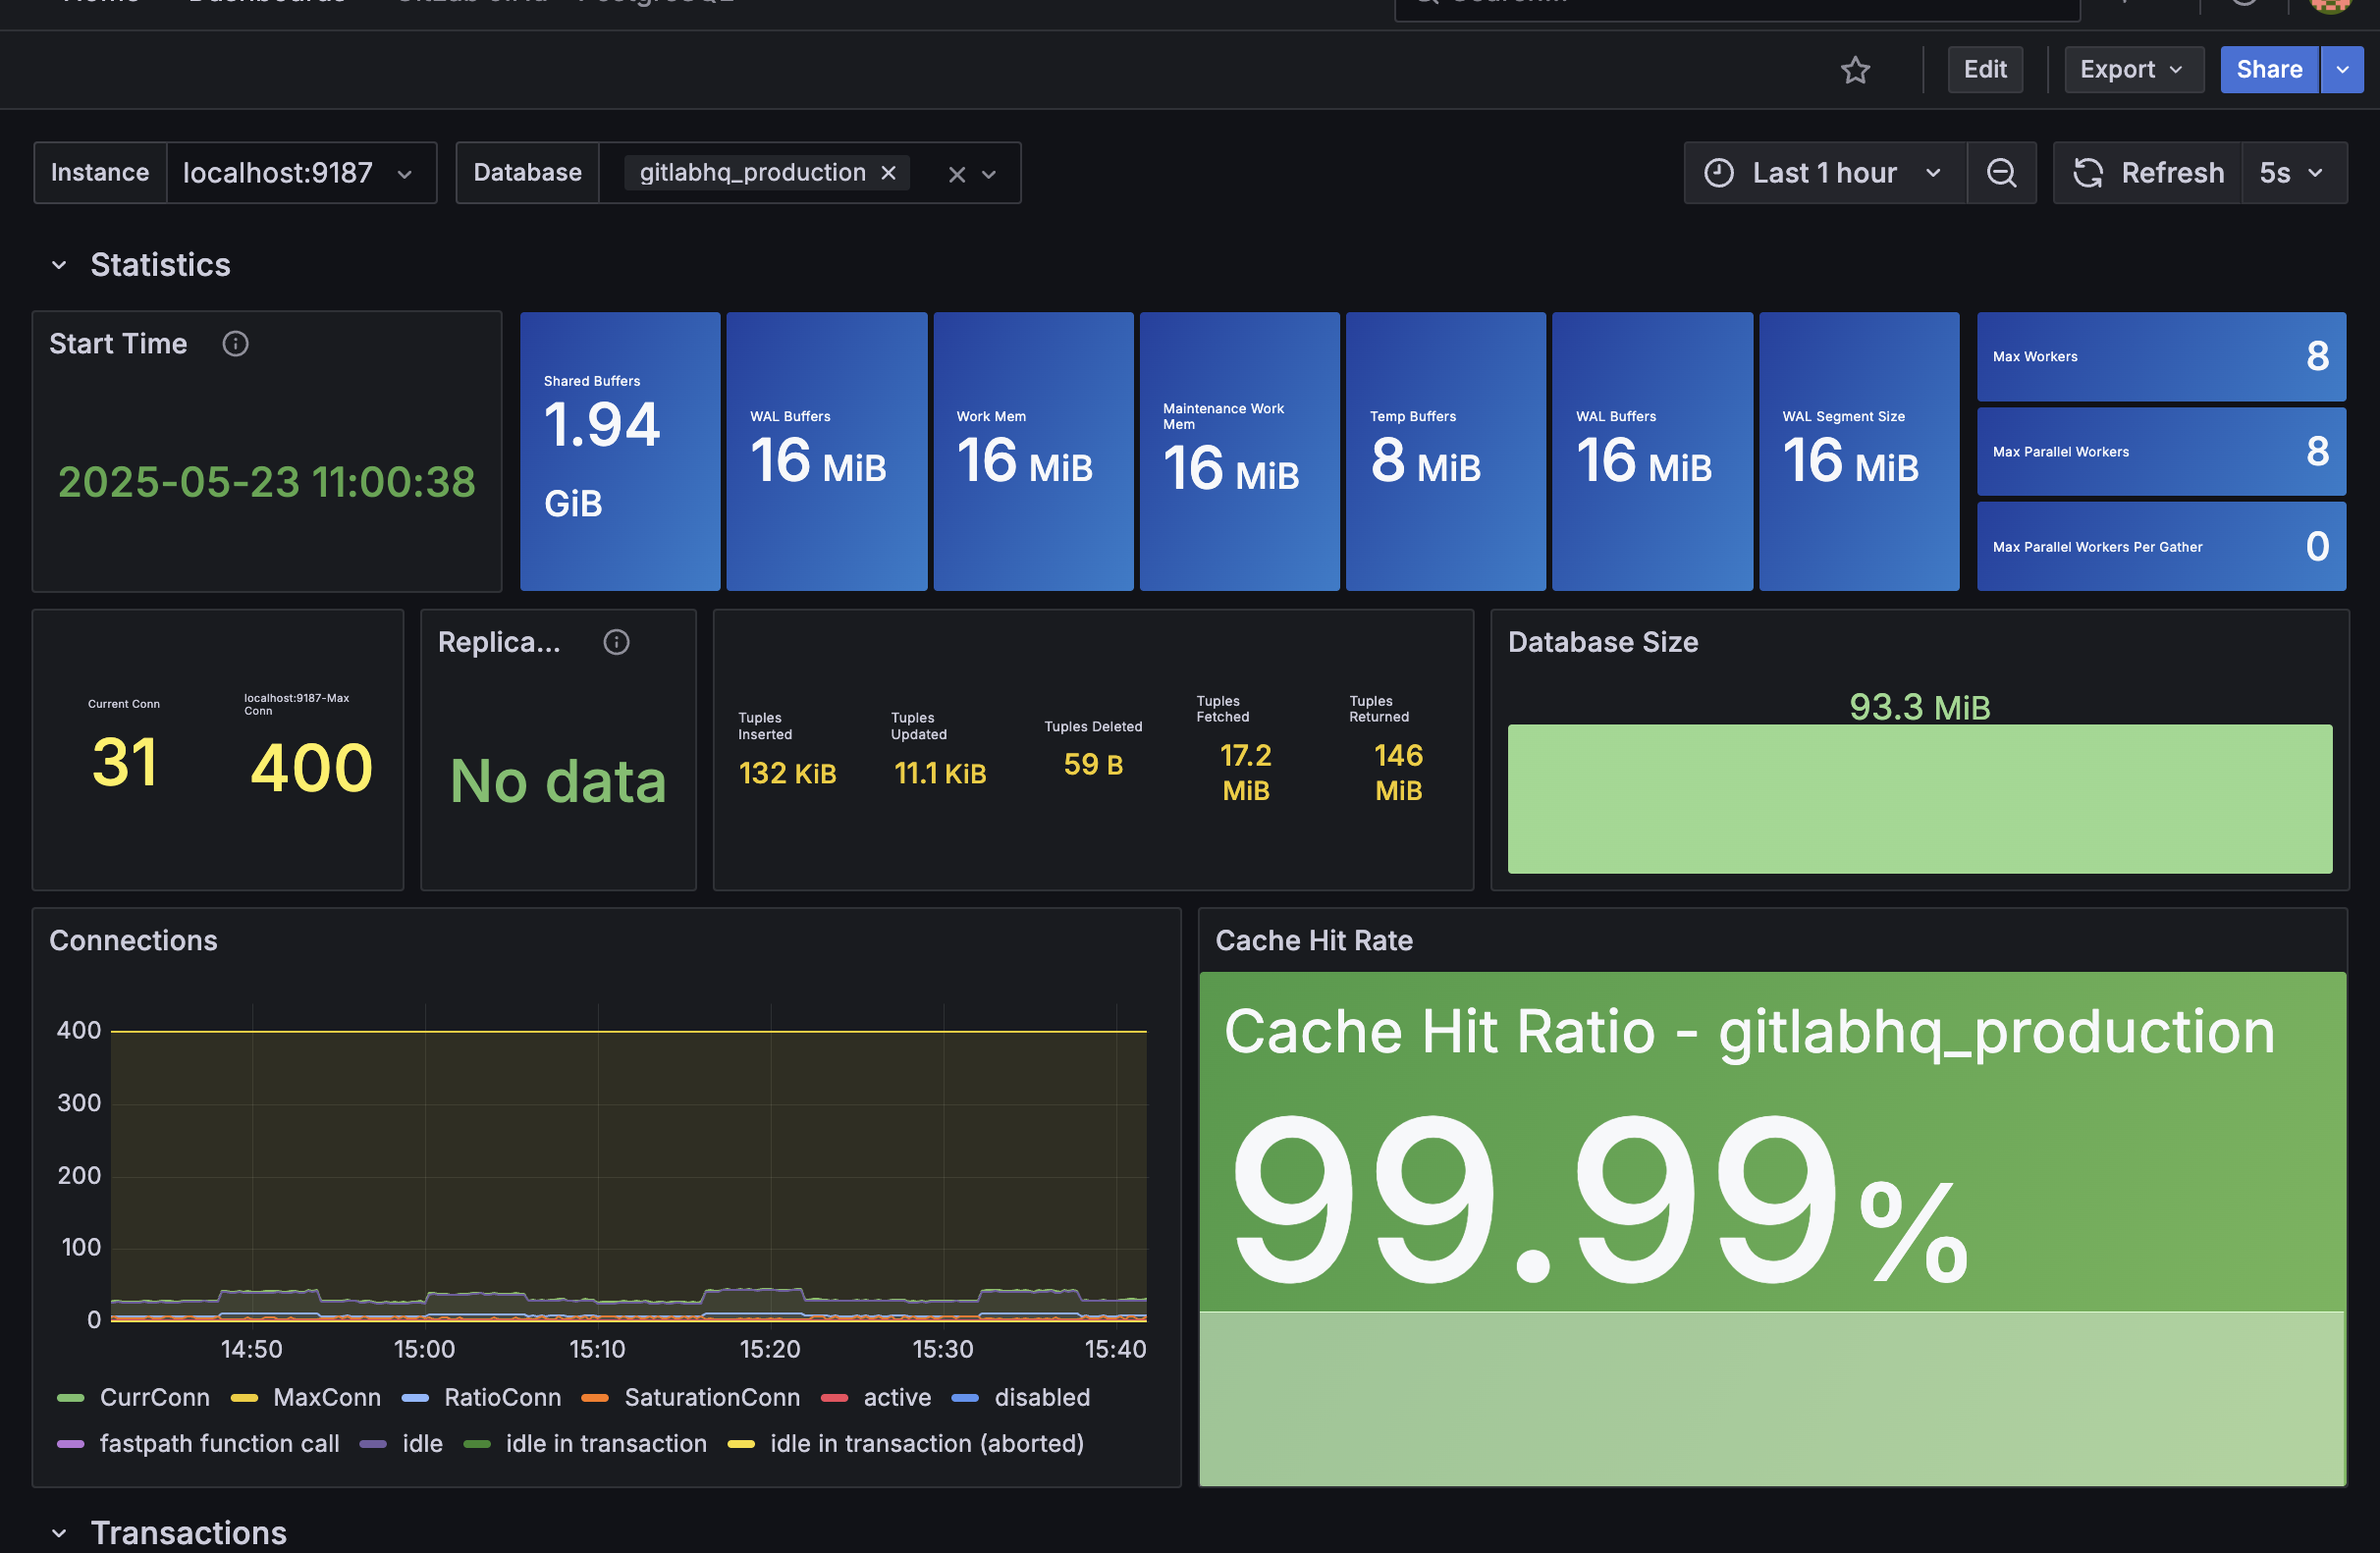 Edit
Export
Share
Instance
localhost:9187
Database
gitlabhq_production
Last 1 hour
Refresh
5s
Statistics
Start Time
2025-05-23 11:00:38
Shared Buffers
1.94
GiB
WAL Buffers
16 MiB
Work Mem
16 MiB
Maintenance Work
Mem
16 MiB
Temp Buffers
8 MiB
WAL Buffers
16 MiB
WAL Segment Size
16 MiB
Max Workers
8
Max Parallel Workers
8
Max Parallel Workers Per Gather
0
Current Conn
31
localhost:9187-Max
Conn
400
Replica...
No data
Tuples
Inserted
132 KiB
Tuples
Updated
11.1 KiB
Tuples Deleted
59 B
Tuples
Fetched
17.2
MiB
Tuples
Returned
146
MiB
Database Size
93.3 MiB
Connections
400
300
200
100
0
14:50
15:00
15:10
15:20
15:30
15:40
CurrConn
MaxConn
RatioConn
SaturationConn
active
disabled
fastpath function call
idle
idle in transaction
idle in transaction (aborted)
Cache Hit Rate
Cache Hit Ratio - gitlabhq_production
99.99%
Transactions